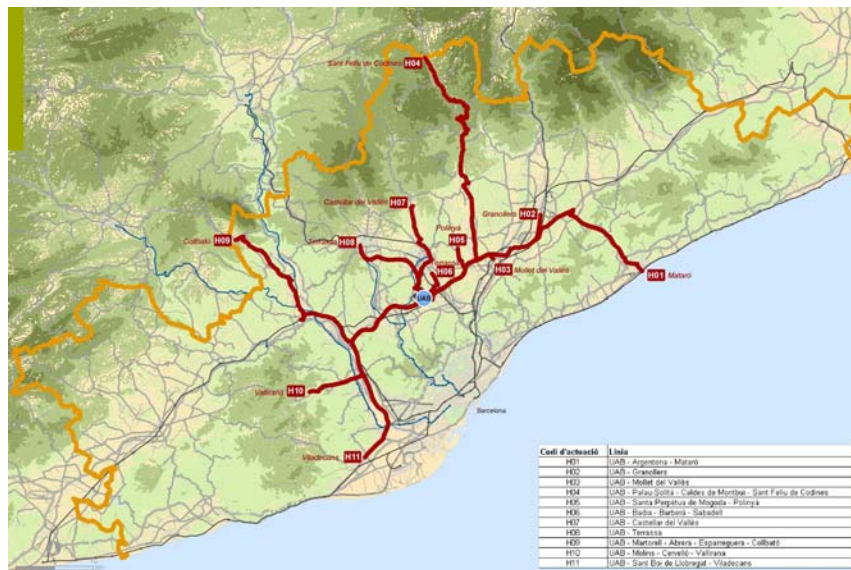 Sant Feliu de Codines H04
Castellar del Vallès H07
Granollers H02
Polinyà
H05
Collbató H09
Terrassa H08
H06
H03 Mollet del Vallès
UAB
H01 Mataró
Vallirana H10
Barcelona
Viladecans H11
Codi d'actuació Línia
H01 UAB - Argentona - Mataró
H02 UAB - Granollers
H03 UAB - Mollet del Vallès
H04 UAB - Palau-Solità - Caldes de Montbui - Sant Feliu de Codines
H05 UAB - Santa Perpètua de Mogoda - Polinyà
H06 UAB - Badia - Barberà - Sabadell
H07 UAB - Castellar del Vallès
H08 UAB - Terrassa
H09 UAB - Martorell - Abrera - Esparreguera - Collbató
H10 UAB - Molins - Cervelló - Vallirana
H11 UAB - Sant Boi de Llobregat - Viladecans